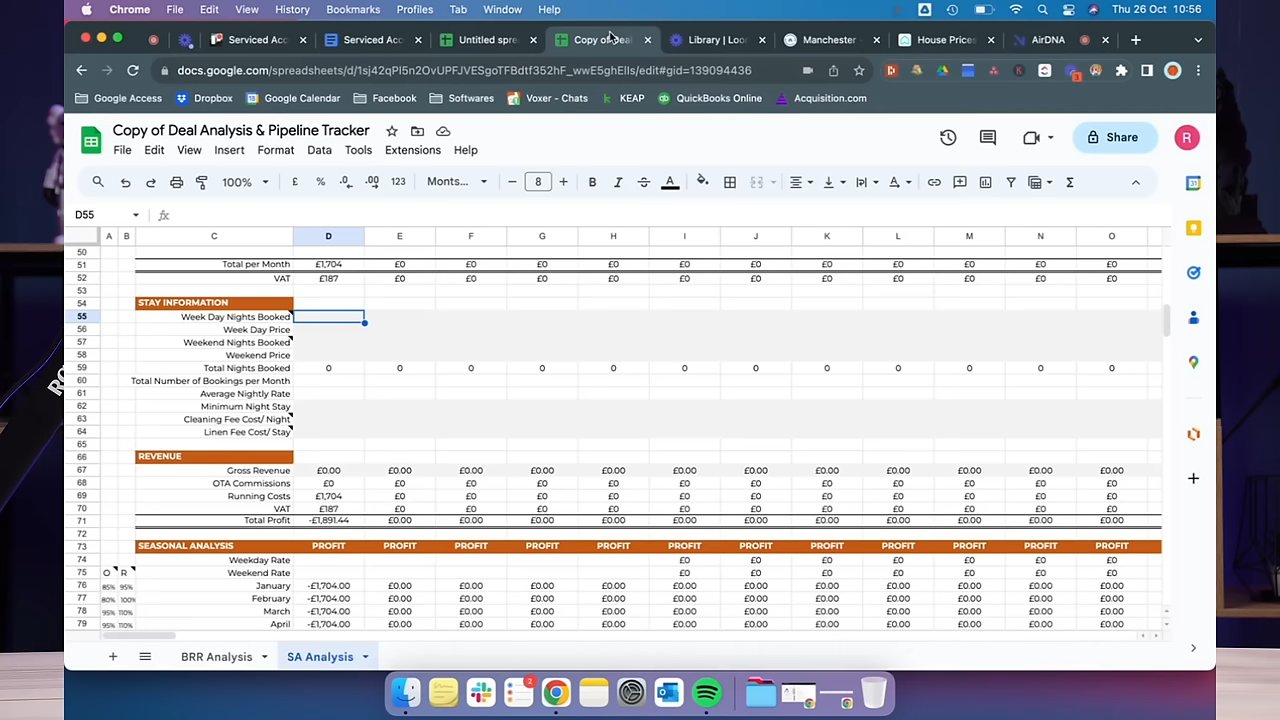 Chrome File Edit View History Bookmarks Profiles Tab Window Help Thu 26 Oct 10:56
Serviced Acc Serviced Acc Untitled spre Copy of Deal Library | Loo Manchester - House Prices AirDNA
docs.google.com/spreadsheets/d/1sj42qPI5n2OvUPFJVESgoTFBdtf352hF_wwE5ghElIs/edit#gid=139094436
Google Access Dropbox Google Calendar Facebook Softwares Voxer - Chats KEAP QuickBooks Online Acquisition.com
Copy of Deal Analysis & Pipeline Tracker
Share R
File Edit View Insert Format Data Tools Extensions Help
100% £ % .0 .00 123 Monts... 8 B I S A
D55 fx
A B C D E F G H I J K L M N O
50
51 Total per Month £1,704 £0 £0 £0 £0 £0 £0 £0 £0 £0 £0 £0
52 VAT £187 £0 £0 £0 £0 £0 £0 £0 £0 £0 £0 £0
53
54 STAY INFORMATION
55 Week Day Nights Booked
56 Week Day Price
57 Weekend Nights Booked
58 Weekend Price
59 Total Nights Booked 0 0 0 0 0 0 0 0 0 0 0 0
60 Total Number of Bookings per Month
61 Average Nightly Rate
62 Minimum Night Stay
63 Cleaning Fee Cost/ Night
64 Linen Fee Cost/ Stay
65
66 REVENUE
67 Gross Revenue £0.00 £0.00 £0.00 £0.00 £0.00 £0.00 £0.00 £0.00 £0.00 £0.00 £0.00 £0.00
68 OTA Commissions £0 £0 £0 £0 £0 £0 £0 £0 £0 £0 £0 £0
69 Running Costs £1,704 £0 £0 £0 £0 £0 £0 £0 £0 £0 £0 £0
70 VAT £187 £0 £0 £0 £0 £0 £0 £0 £0 £0 £0 £0
71 Total Profit -£1,891.44 £0.00 £0.00 £0.00 £0.00 £0.00 £0.00 £0.00 £0.00 £0.00 £0.00 £0.00
72
73 SEASONAL ANALYSIS PROFIT PROFIT PROFIT PROFIT PROFIT PROFIT PROFIT PROFIT PROFIT PROFIT PROFIT PROFIT
74 Weekday Rate £0 £0 £0 £0 £0 £0 £0
75 O R Weekend Rate £0 £0 £0 £0 £0 £0 £0
76 85% 95% January -£1,704.00 £0.00 £0.00 £0.00 £0.00 £0.00 £0.00 £0.00 £0.00 £0.00 £0.00 £0.00
77 80% 100% February -£1,704.00 £0.00 £0.00 £0.00 £0.00 £0.00 £0.00 £0.00 £0.00 £0.00 £0.00 £0.00
78 95% 110% March -£1,704.00 £0.00 £0.00 £0.00 £0.00 £0.00 £0.00 £0.00 £0.00 £0.00 £0.00 £0.00
79 95% 110% April -£1,704.00 £0.00 £0.00 £0.00 £0.00 £0.00 £0.00 £0.00 £0.00 £0.00 £0.00 £0.00
BRR Analysis SA Analysis
2